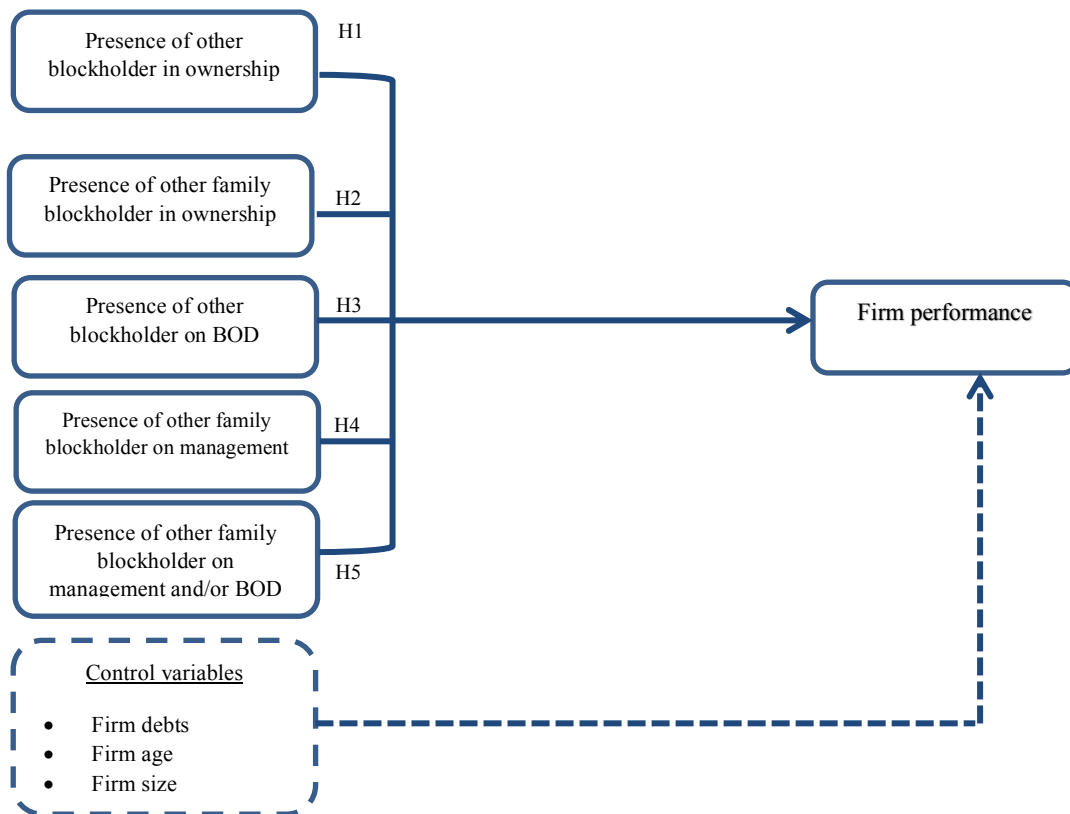 Presence of other
blockholder in ownership
H1
Presence of other family
blockholder in ownership
H2
Presence of other
blockholder on BOD
H3
Firm performance
Presence of other family
blockholder on management
H4
Presence of other family
blockholder on
management and/or BOD
H5
Control variables
• Firm debts
• Firm age
• Firm size